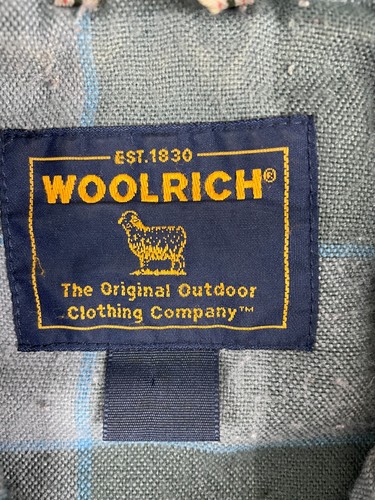 EST.1830
WOOLRICH®
The Original Outdoor
Clothing Company™